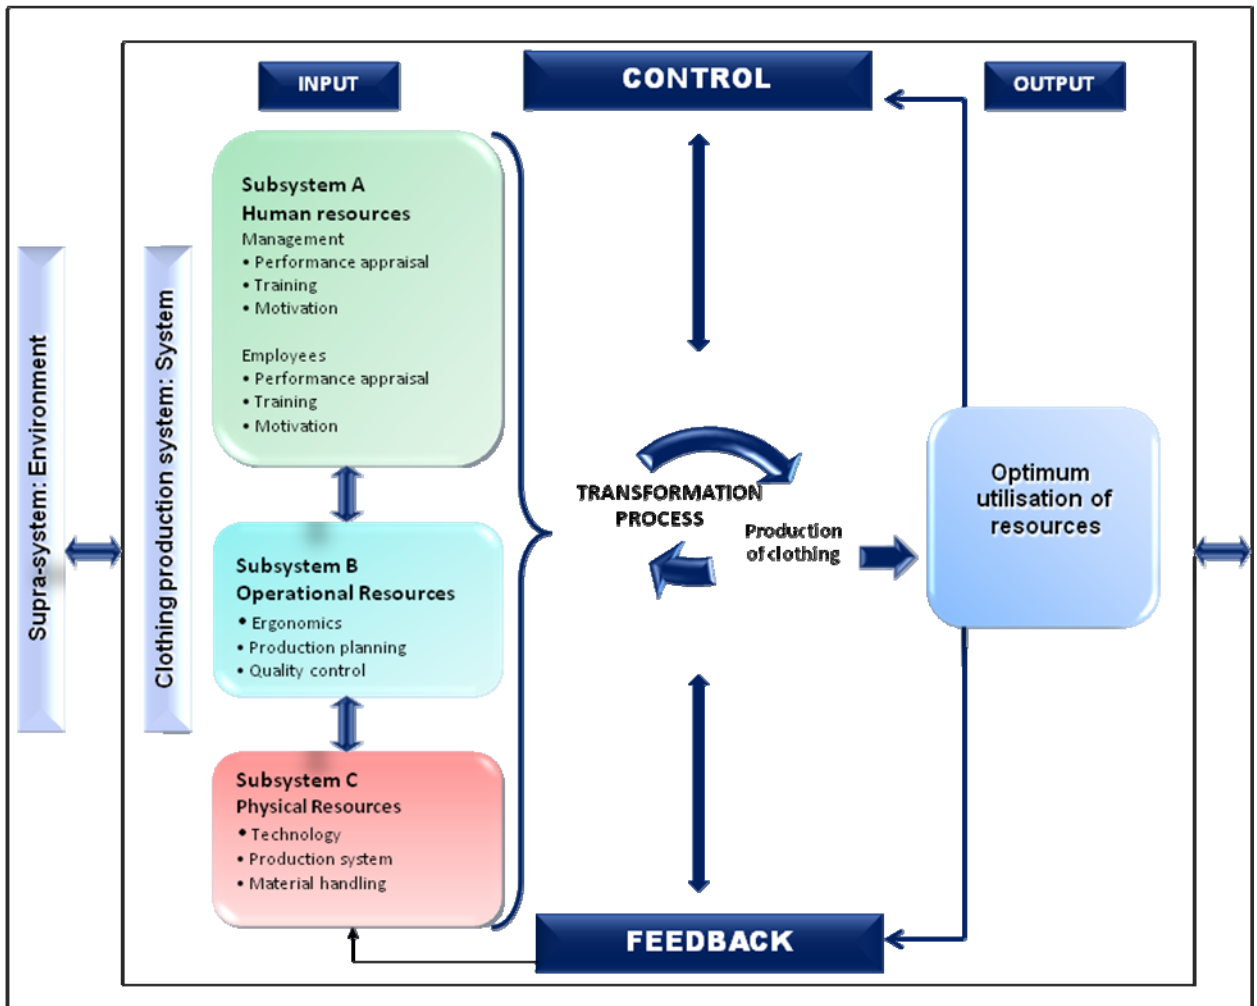 INPUT
CONTROL
OUTPUT
Supra-system: Environment
Clothing production system: System
Subsystem A
Human resources
Management
• Performance appraisal
• Training
• Motivation
Employees
• Performance appraisal
• Training
• Motivation
Subsystem B
Operational Resources
• Ergonomics
• Production planning
• Quality control
Subsystem C
Physical Resources
• Technology
• Production system
• Material handling
TRANSFORMATION
PROCESS
Production
of clothing
Optimum
utilisation of
resources
FEEDBACK